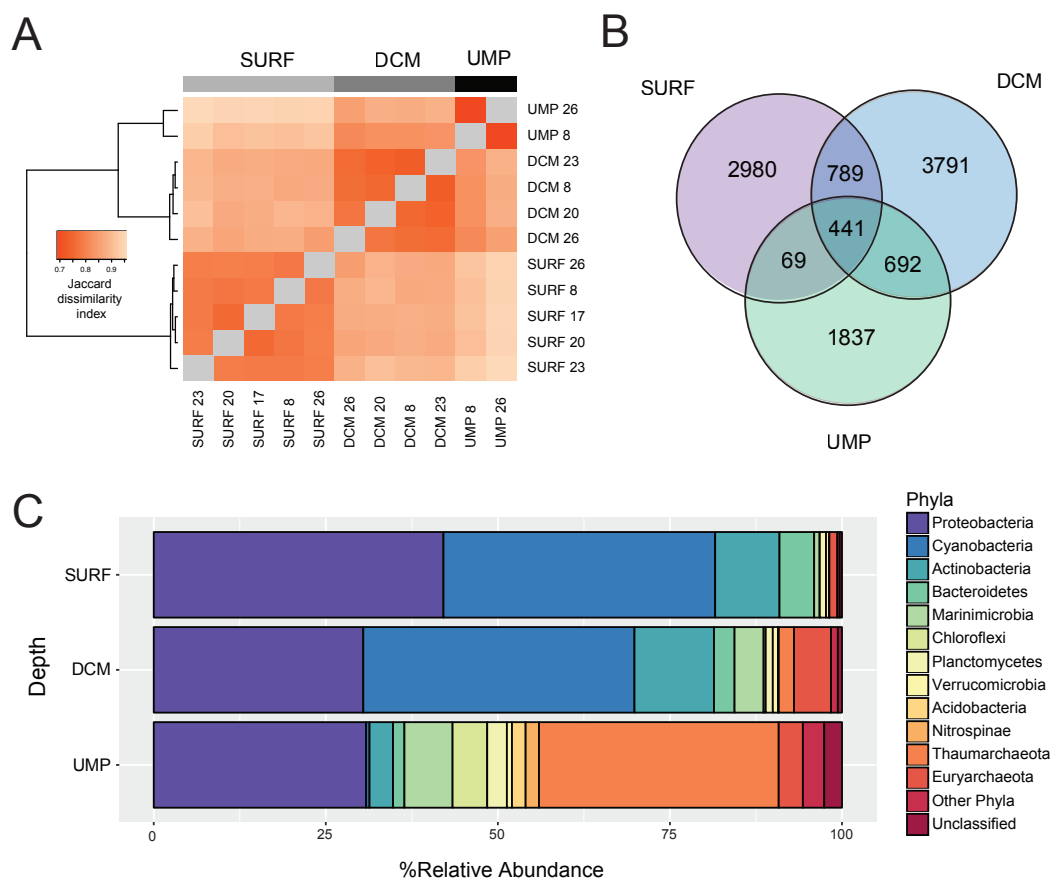 A
SURF DCM UMP
UMP 26
UMP 8
DCM 23
DCM 8
DCM 20
DCM 26
SURF 26
SURF 8
SURF 17
SURF 20
SURF 23
0.7 0.8 0.9
Jaccard
dissimilarity
index
SURF 23
SURF 20
SURF 17
SURF 8
SURF 26
DCM 26
DCM 20
DCM 8
DCM 23
UMP 8
UMP 26
B
SURF
DCM
2980 789 3791
441
69 692
1837
UMP
C
Depth
SURF
DCM
UMP
0 25 50 75 100
%Relative Abundance
Phyla
Proteobacteria
Cyanobacteria
Actinobacteria
Bacteroidetes
Marinimicrobia
Chloroflexi
Planctomycetes
Verrucomicrobia
Acidobacteria
Nitrospinae
Thaumarchaeota
Euryarchaeota
Other Phyla
Unclassified